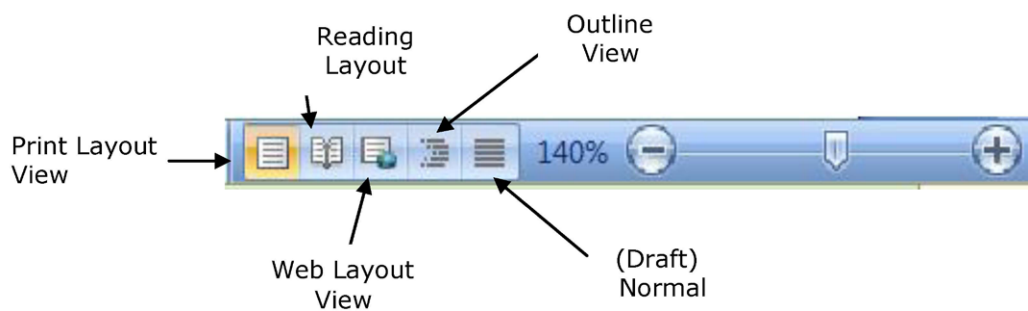 Reading
Layout
Outline
View
Print Layout
View
140%
Web Layout
View
(Draft)
Normal